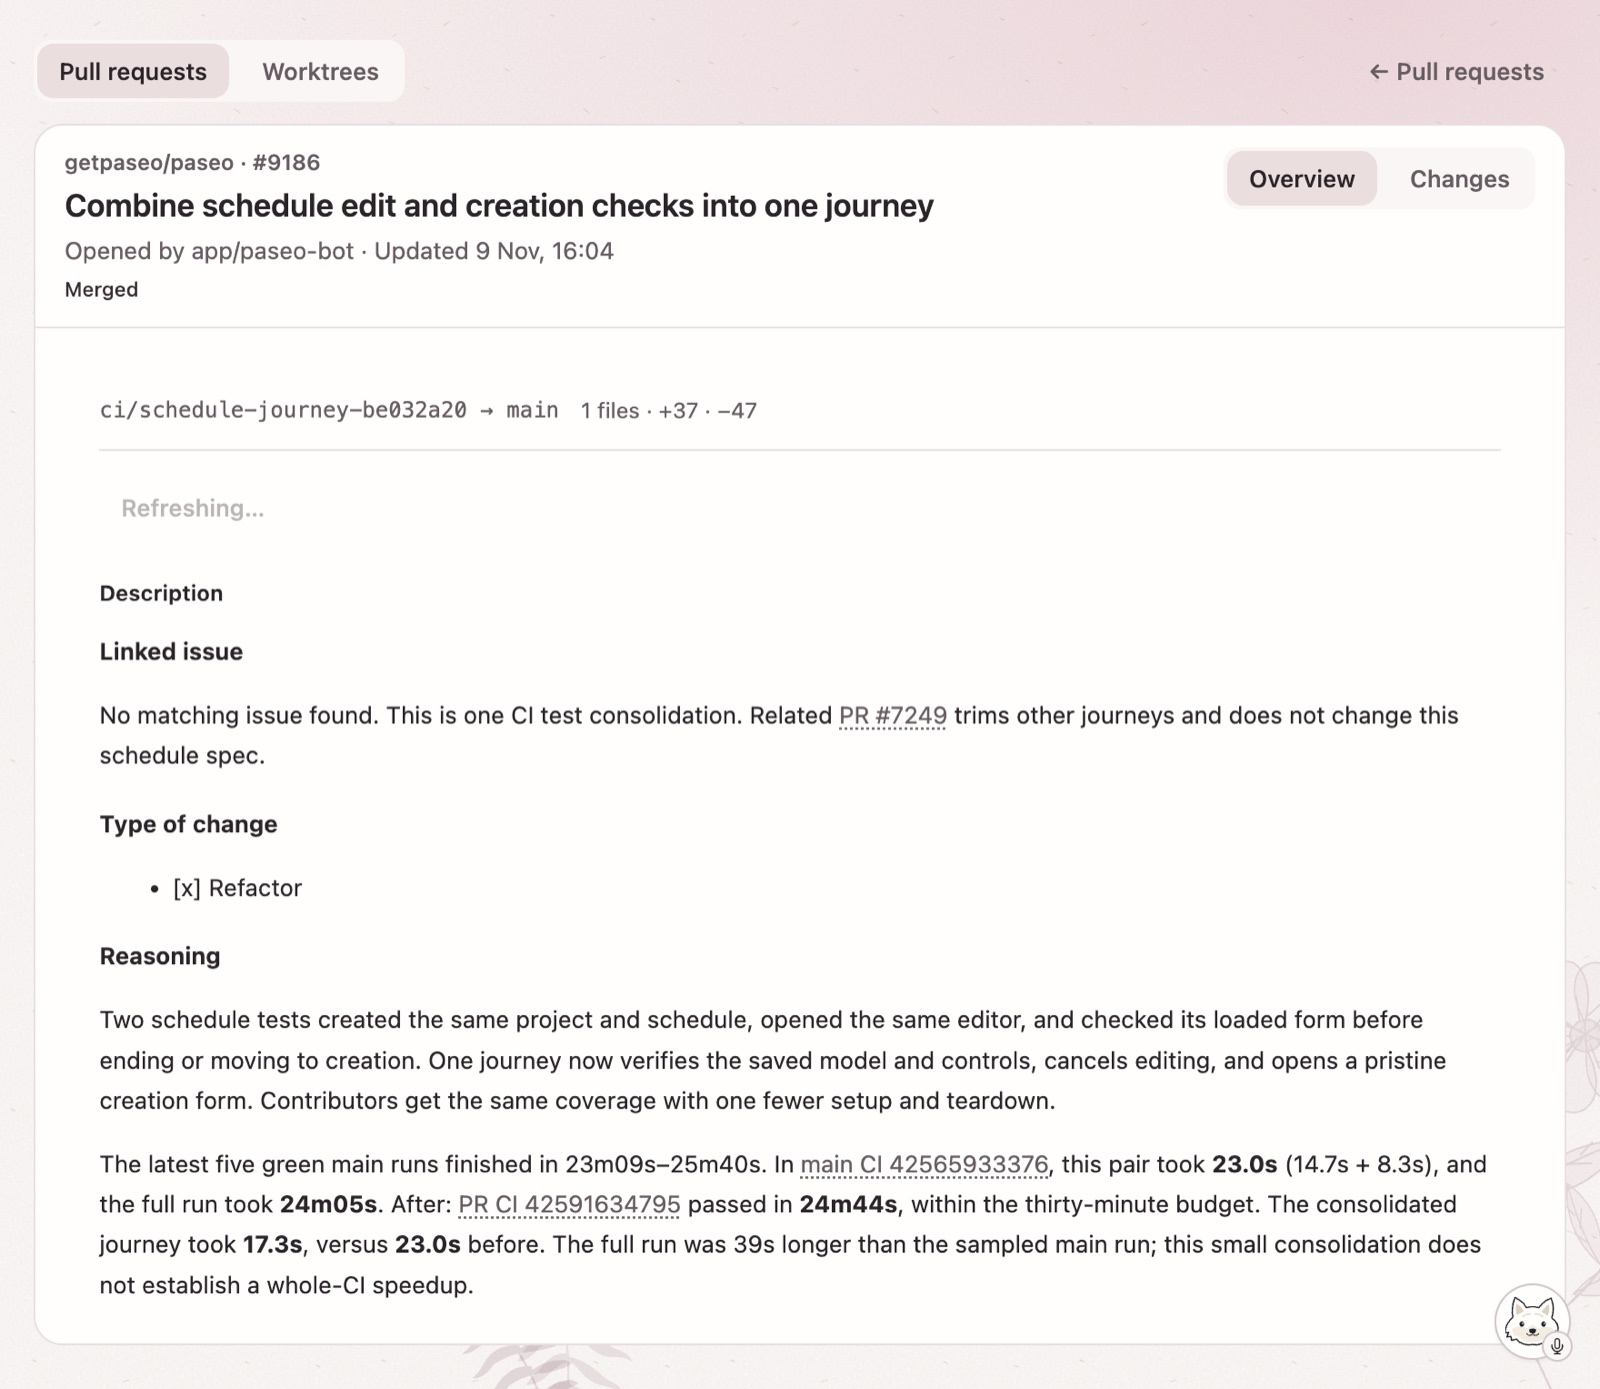 Pull requests
Worktrees
← Pull requests
getpaseo/paseo · #9186
Combine schedule edit and creation checks into one journey
Opened by app/paseo-bot · Updated 9 Nov, 16:04
Merged
Overview
Changes
ci/schedule-journey-be032a20 → main 1 files · +37 · −47
Refreshing...
Description
Linked issue
No matching issue found. This is one CI test consolidation. Related PR #7249 trims other journeys and does not change this
schedule spec.
Type of change
• [x] Refactor
Reasoning
Two schedule tests created the same project and schedule, opened the same editor, and checked its loaded form before
ending or moving to creation. One journey now verifies the saved model and controls, cancels editing, and opens a pristine
creation form. Contributors get the same coverage with one fewer setup and teardown.
The latest five green main runs finished in 23m09s–25m40s. In main CI 42565933376, this pair took 23.0s (14.7s + 8.3s), and
the full run took 24m05s. After: PR CI 42591634795 passed in 24m44s, within the thirty-minute budget. The consolidated
journey took 17.3s, versus 23.0s before. The full run was 39s longer than the sampled main run; this small consolidation does
not establish a whole-CI speedup.